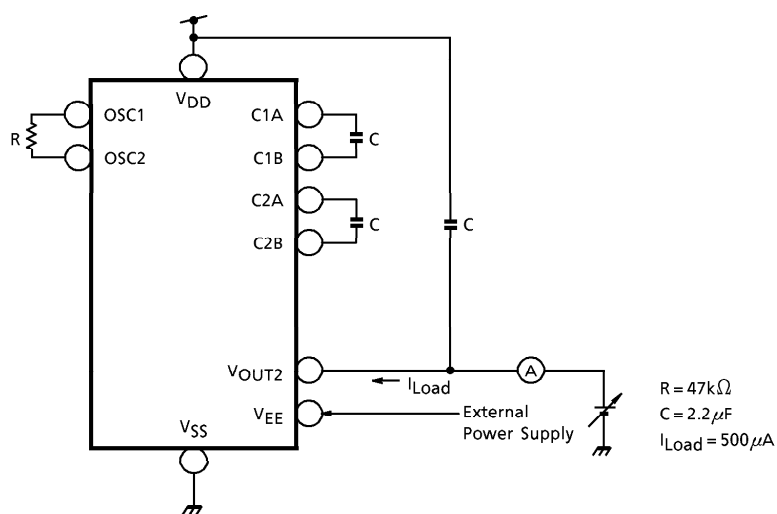 VDD
OSC1
R
OSC2
C1A
C
C1B
C2A
C
C2B
C
VOUT2
ILoad
A
VEE
External
Power Supply
VSS
R = 47kΩ
C = 2.2μF
ILoad = 500μA